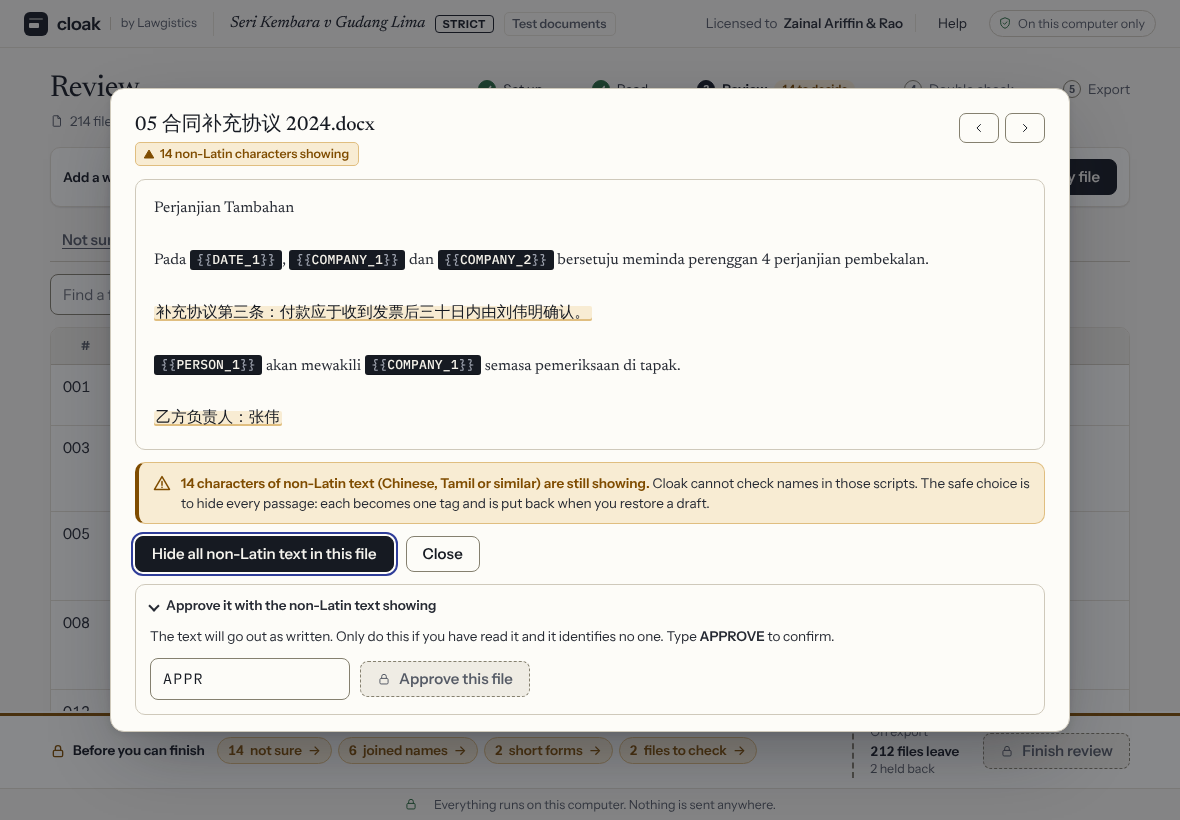 cloak by Lawgistics Seri Kembara v Gudang Lima STRICT Test documents Licensed to Zainal Ariffin & Rao Help On this computer only
Review
Review 14 to decide Double check 5 Export
214 file
05 合同补充协议 2024.docx
14 non-Latin characters showing
Add a w
y file
Perjanjian Tambahan
Not sur
Pada {{DATE_1}}, {{COMPANY_1}} dan {{COMPANY_2}} bersetuju meminda perenggan 4 perjanjian pembekalan.
Find a f
补充协议第三条：付款应于收到发票后三十日内由刘伟明确认。
#
{{PERSON_1}} akan mewakili {{COMPANY_1}} semasa pemeriksaan di tapak.
001
乙方负责人：张伟
003
14 characters of non-Latin text (Chinese, Tamil or similar) are still showing. Cloak cannot check names in those scripts. The safe choice is
to hide every passage: each becomes one tag and is put back when you restore a draft.
005
Hide all non-Latin text in this file Close
Approve it with the non-Latin text showing
008
The text will go out as written. Only do this if you have read it and it identifies no one. Type APPROVE to confirm.
APPR Approve this file
012
Before you can finish 14 not sure → 6 joined names → 2 short forms → 2 files to check →
On export
212 files leave
2 held back
Finish review
Everything runs on this computer. Nothing is sent anywhere.